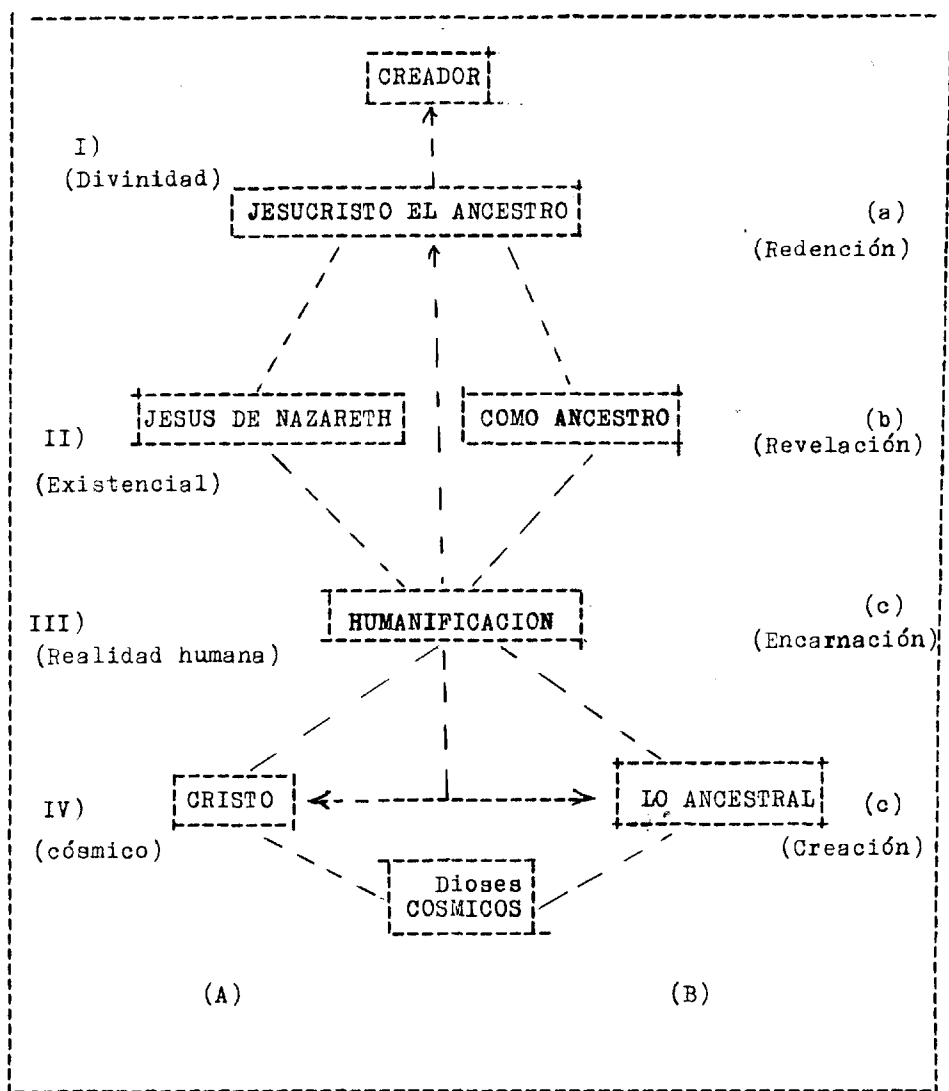 CREADOR
I)
(Divinidad)
JESUCRISTO EL ANCESTRO
(a)
(Redención)
JESUS DE NAZARETH
COMO ANCESTRO
(b)
II)
(Revelación)
(Existencial)
HUMANIFICACION
(c)
III)
(Realidad humana)
(Encarnación)
CRISTO
LO ANCESTRAL
(c)
IV)
(cósmico)
(Creación)
Dioses
COSMICOS
(A)
(B)